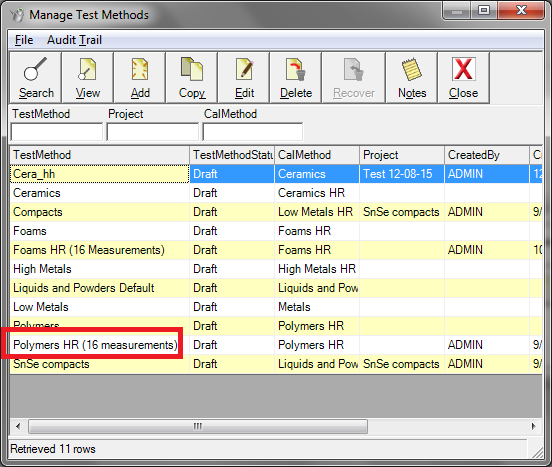 Manage Test Methods
File Audit Trail
Search View Add Copy Edit Delete Recover Notes Close
TestMethod Project CalMethod
TestMethod TestMethodStatu CalMethod Project CreatedBy
Cera_hh Draft Ceramics Test 12-08-15 ADMIN 12
Ceramics Draft Ceramics HR
Compacts Draft Low Metals HR SnSe compacts ADMIN 9/
Foams Draft Foams HR
Foams HR (16 Measurements) Draft Foams HR ADMIN 10
High Metals Draft High Metals HR
Liquids and Powders Default Draft Liquids and Pow
Low Metals Draft Metals
Polymers Draft Polymers HR
Polymers HR (16 measurements) Draft Polymers HR ADMIN 9/
SnSe compacts Draft Liquids and Pow SnSe compacts ADMIN 9/
Retrieved 11 rows